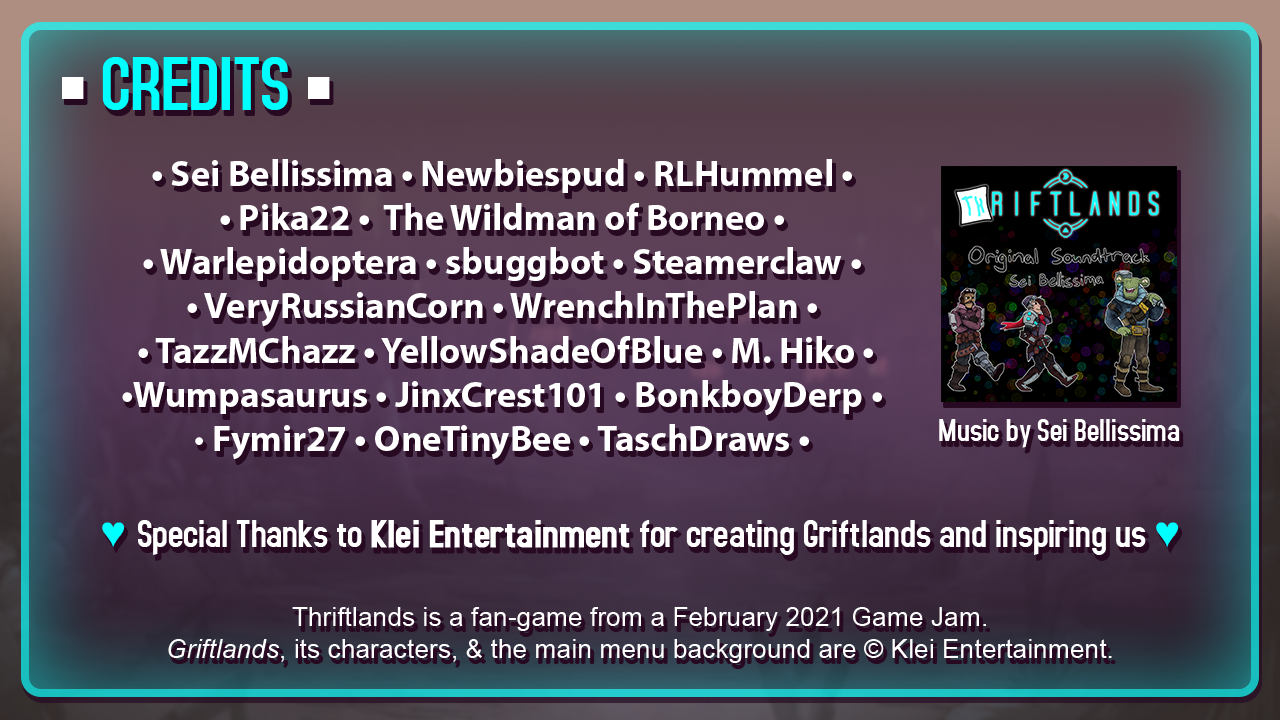 ■ CREDITS ■
• Sei Bellissima • Newbiespud • RLHummel •
• Pika22 • The Wildman of Borneo •
• Warlepidoptera • sbuggbot • Steamerclaw •
• VeryRussianCorn • WrenchInThePlan •
• TazzMChazz • YellowShadeOfBlue • M. Hiko •
•Wumpasaurus • JinxCrest101 • BonkboyDerp •
• Fymir27 • OneTinyBee • TaschDraws •
THRIFTLANDS
Original Soundtrack
Sei Bellissima
Music by Sei Bellissima
♥ Special Thanks to Klei Entertainment for creating Griftlands and inspiring us ♥
Thriftlands is a fan-game from a February 2021 Game Jam.
Griftlands, its characters, & the main menu background are © Klei Entertainment.